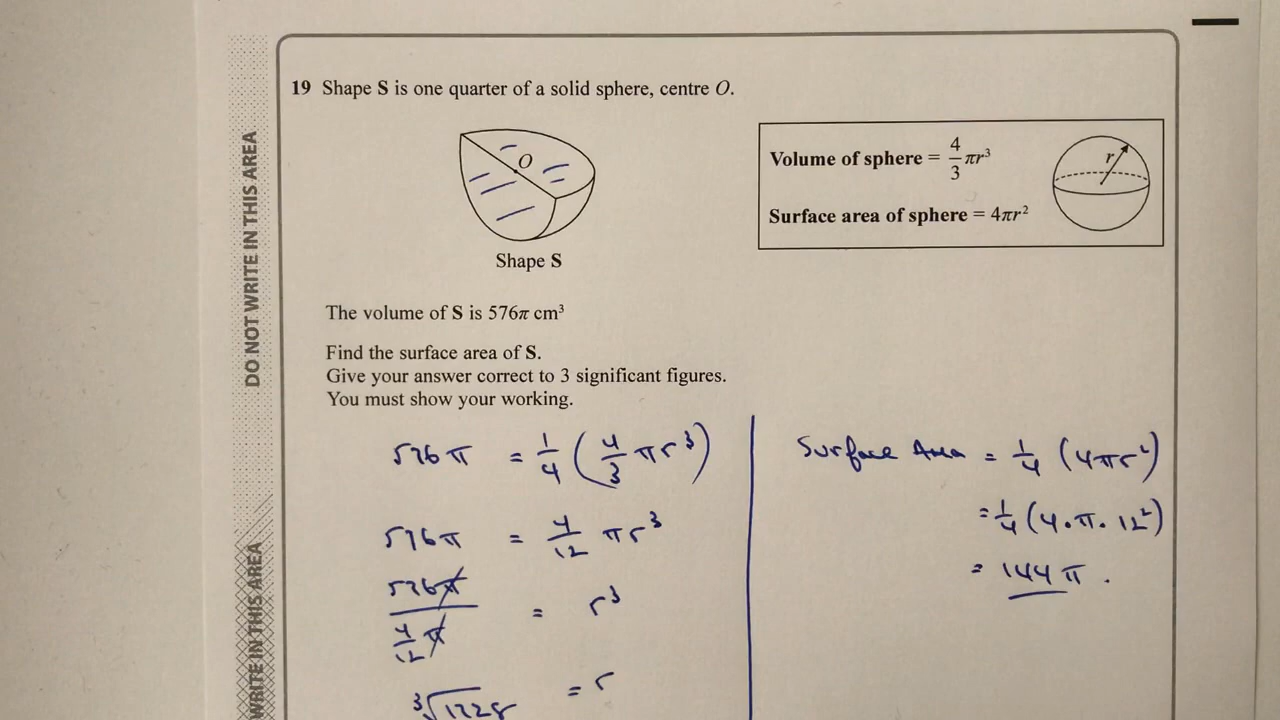 19 Shape S is one quarter of a solid sphere, centre O.
O
Shape S
Volume of sphere = 4/3 πr³
Surface area of sphere = 4πr²
r
The volume of S is 576π cm³
Find the surface area of S.
Give your answer correct to 3 significant figures.
You must show your working.
576π = 1/4 (4/3 πr³)
576π = 4/12 πr³
576π / 4/12 π = r³
= r
Surface Area = 1/4 (4πr²)
= 1/4 (4·π·12²)
= 144π.
DO NOT WRITE IN THIS AREA
WRITE IN THIS AREA